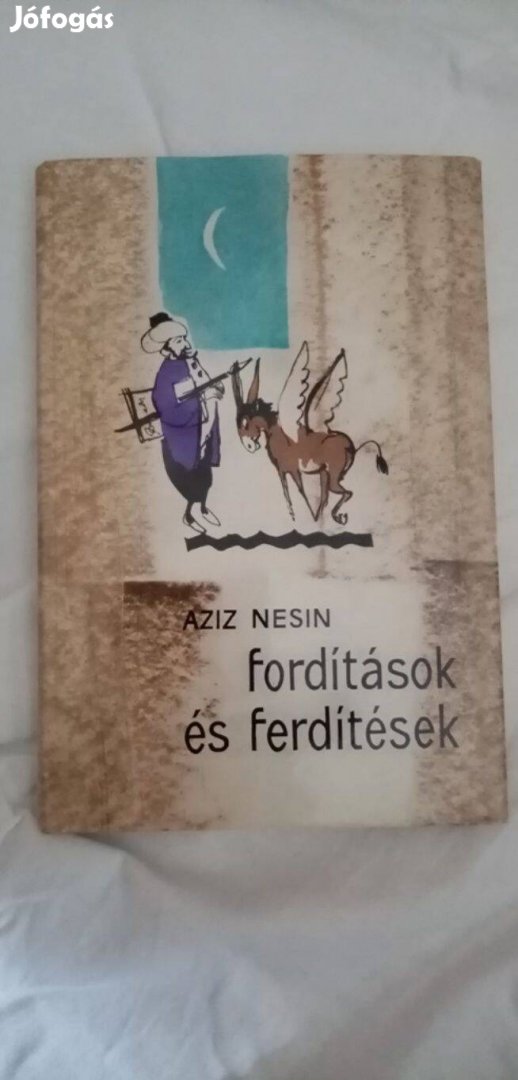 Jófogás
AZIZ NESIN
fordítások
és ferdítések